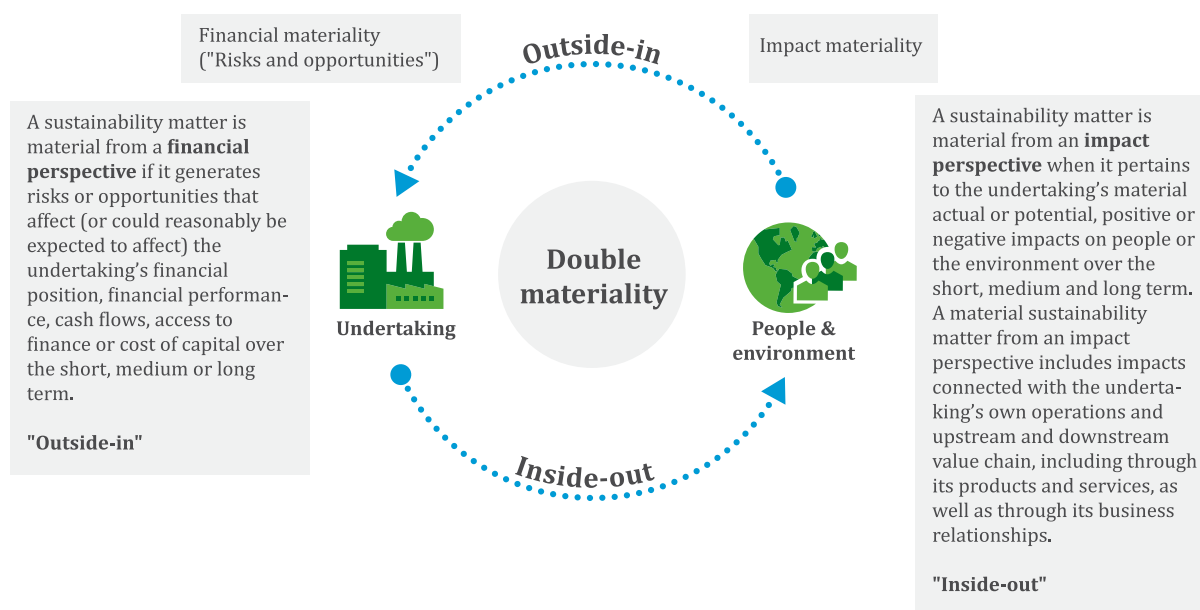 Financial materiality
("Risks and opportunities")
Outside-in
Impact materiality
A sustainability matter is
material from a financial
perspective if it generates
risks or opportunities that
affect (or could reasonably be
expected to affect) the
undertaking’s financial
position, financial performan-
ce, cash flows, access to
finance or cost of capital over
the short, medium or long
term.
"Outside-in"
Undertaking
Double
materiality
People &
environment
Inside-out
A sustainability matter is
material from an impact
perspective when it pertains
to the undertaking’s material
actual or potential, positive or
negative impacts on people or
the environment over the
short, medium and long term.
A material sustainability
matter from an impact
perspective includes impacts
connected with the underta-
king’s own operations and
upstream and downstream
value chain, including through
its products and services, as
well as through its business
relationships.
"Inside-out"